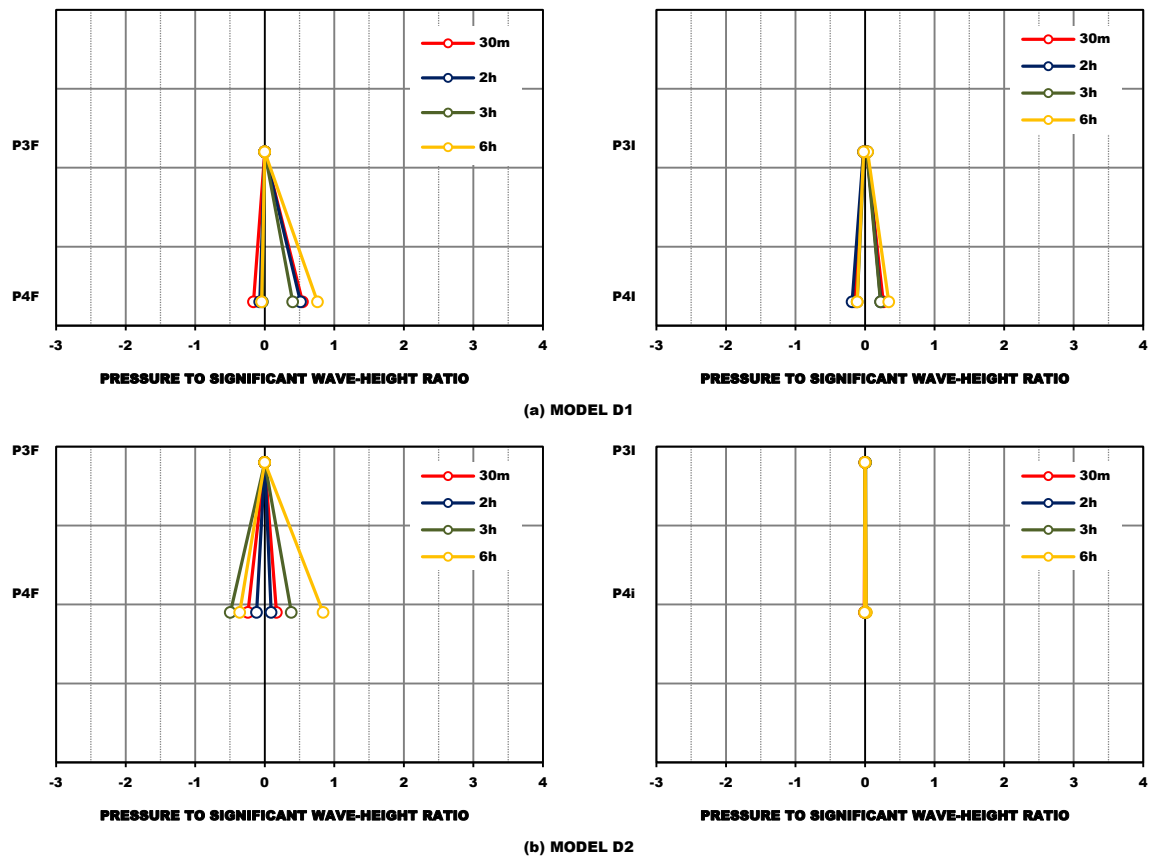 30m
2h
3h
6h
P3F
P4F
-3 -2 -1 0 1 2 3 4
PRESSURE TO SIGNIFICANT WAVE-HEIGHT RATIO
30m
2h
3h
6h
P3I
P4I
-3 -2 -1 0 1 2 3 4
PRESSURE TO SIGNIFICANT WAVE-HEIGHT RATIO
(a) MODEL D1
P3F
30m
2h
3h
6h
P4F
-3 -2 -1 0 1 2 3 4
PRESSURE TO SIGNIFICANT WAVE-HEIGHT RATIO
P3I
30m
2h
3h
6h
P4i
-3 -2 -1 0 1 2 3 4
PRESSURE TO SIGNIFICANT WAVE-HEIGHT RATIO
(b) MODEL D2